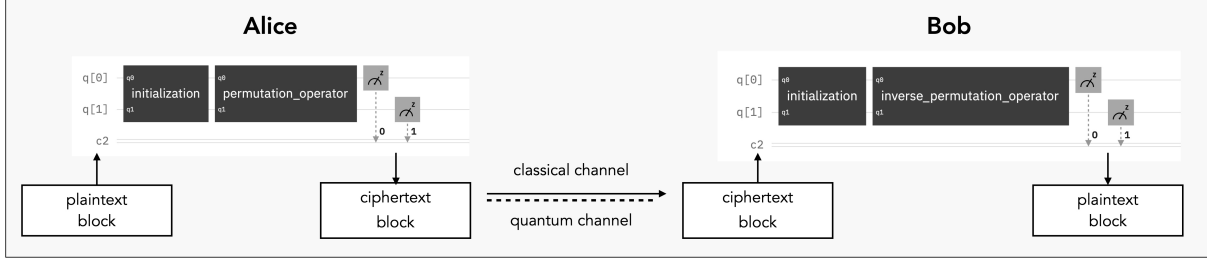 Alice
Bob
q[0]
q0
q0
z
initialization
permutation_operator
q[1]
q1
q1
z
0
1
c2
plaintext
block
ciphertext
block
classical channel
quantum channel
q[0]
q0
q0
z
initialization
inverse_permutation_operator
q[1]
q1
q1
z
0
1
c2
ciphertext
block
plaintext
block